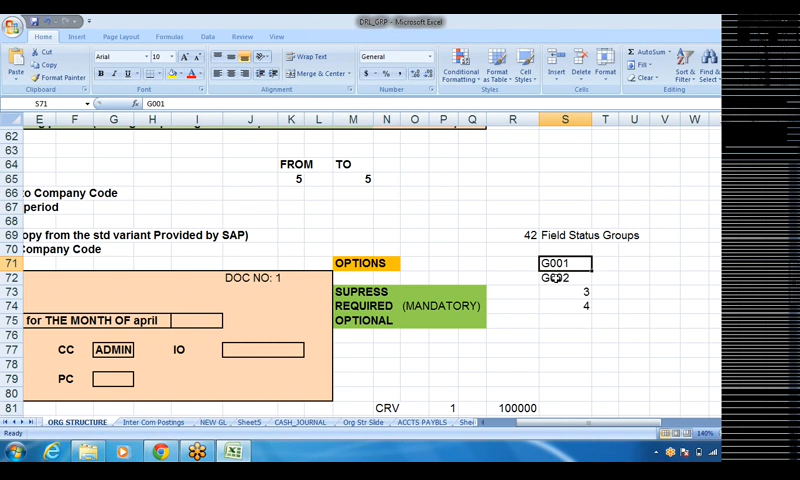 DRL_GRP - Microsoft Excel
Home Insert Page Layout Formulas Data Review View Add-Ins
Paste Cut Copy Format Painter Clipboard
Arial 10 Font
Wrap Text Merge & Center Alignment
General Number
Conditional Formatting Format as Table Cell Styles Styles
Insert Delete Format Cells
AutoSum Fill Clear Sort & Filter Find & Editing
S71 fx G001
E F G H I J K L M N O P Q R S T U V W
62
63
64 FROM TO
65 5 5
66 to Company Code
67 period
68
69 opy from the std variant Provided by SAP) 42 Field Status Groups
70 Company Code
71 OPTIONS G001
72 DOC NO: 1 G002
73 SUPRESS 3
74 REQUIRED (MANDATORY) 4
75 for THE MONTH OF april OPTIONAL
76
77 CC ADMIN IO
78
79 PC
80
81 CRV 1 100000
ORG STRUCTURE Inter Com Postings NEW GL Sheet5 CASH_JOURNAL Org Str Slide ACCTS PAYBLS Shei
Ready 140%